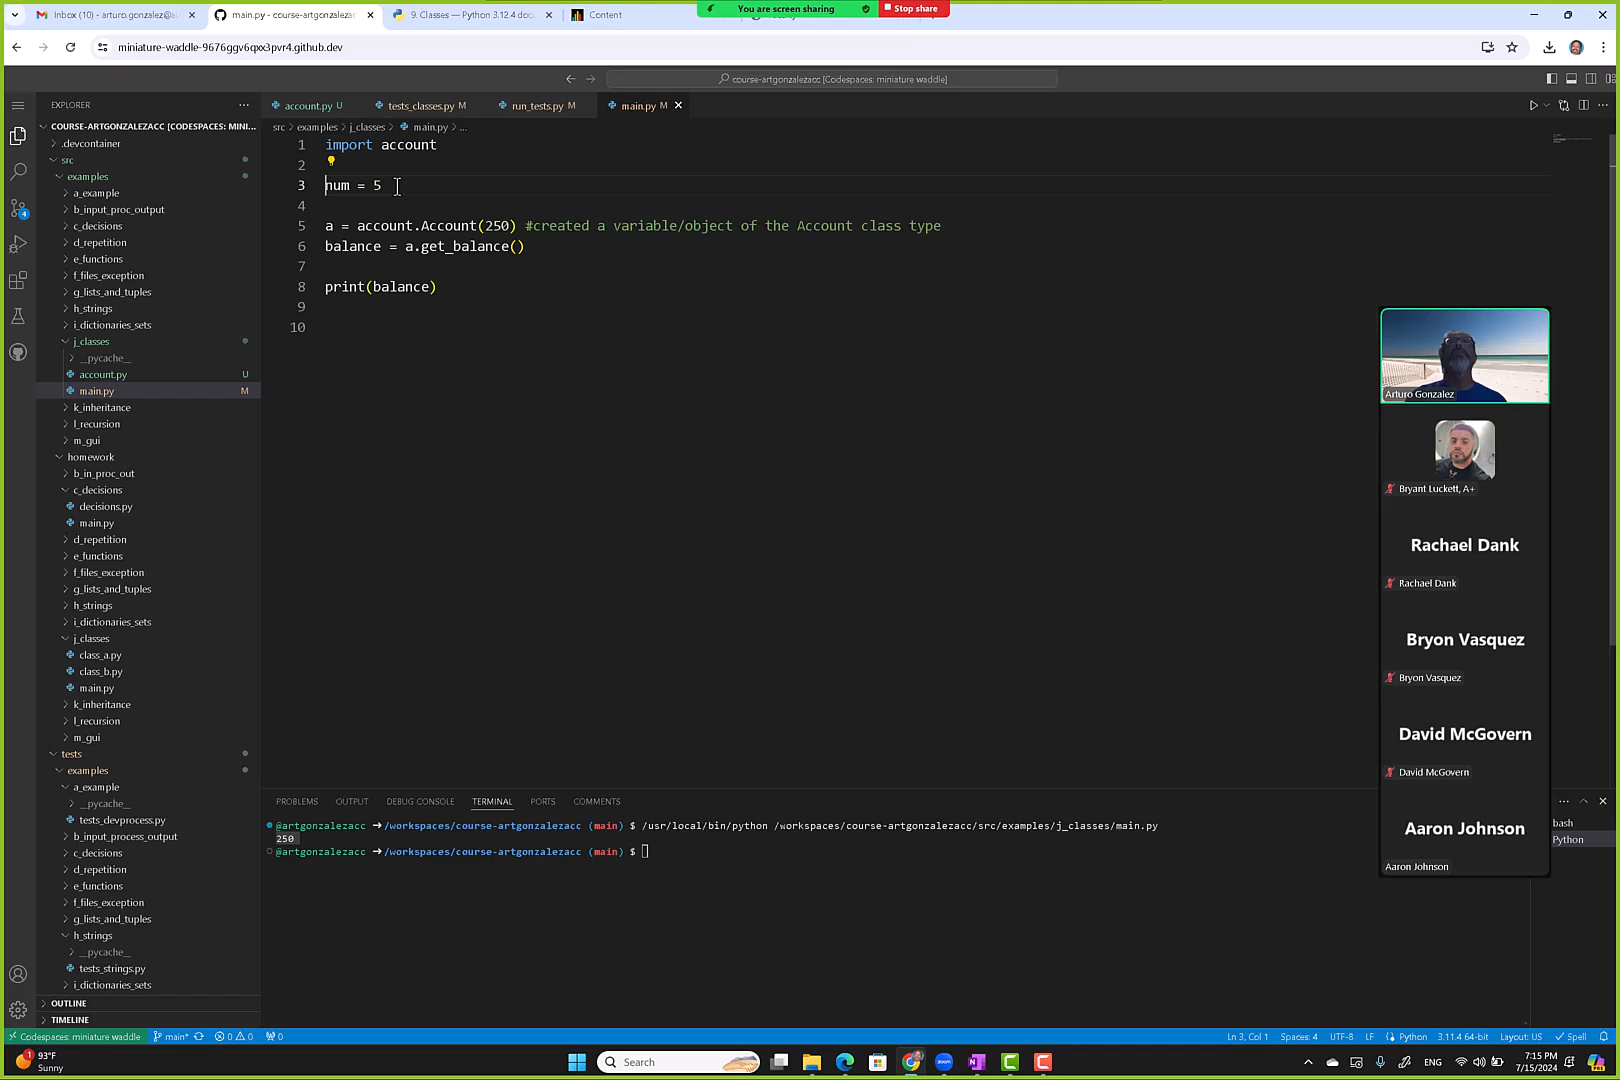 Inbox (10) - arturo.gonzalez@a
main.py - course-artgonzalezac
9. Classes — Python 3.12.4 doc
Content
You are screen sharing
Stop share
miniature-waddle-9676ggv6qxx3pvr4.github.dev
course-artgonzalezacc [Codespaces: miniature waddle]
EXPLORER
account.py U
tests_classes.py M
run_tests.py M
main.py M
COURSE-ARTGONZALEZACC [CODESPACES: MINI...
src > examples > j_classes > main.py > ...
.devcontainer
src
examples
a_example
b_input_proc_output
c_decisions
d_repetition
e_functions
f_files_exception
g_lists_and_tuples
h_strings
i_dictionaries_sets
j_classes
__pycache__
account.py U
main.py M
k_inheritance
l_recursion
m_gui
homework
b_in_proc_out
c_decisions
decisions.py
main.py
d_repetition
e_functions
f_files_exception
g_lists_and_tuples
h_strings
i_dictionaries_sets
j_classes
class_a.py
class_b.py
main.py
k_inheritance
l_recursion
m_gui
tests
examples
a_example
__pycache__
tests_devprocess.py
b_input_process_output
c_decisions
d_repetition
e_functions
f_files_exception
g_lists_and_tuples
h_strings
__pycache__
tests_strings.py
i_dictionaries_sets
OUTLINE
TIMELINE
1 import account
2
3 num = 5
4
5 a = account.Account(250) #created a variable/object of the Account class type
6 balance = a.get_balance()
7
8 print(balance)
9
10
Arturo Gonzalez
Bryant Luckett, A+
Rachael Dank
Rachael Dank
Bryon Vasquez
Bryon Vasquez
David McGovern
David McGovern
Aaron Johnson
Aaron Johnson
PROBLEMS OUTPUT DEBUG CONSOLE TERMINAL PORTS COMMENTS
@artgonzalezacc ➜/workspaces/course-artgonzalezacc (main) $ /usr/local/bin/python /workspaces/course-artgonzalezacc/src/examples/j_classes/main.py
250
@artgonzalezacc ➜/workspaces/course-artgonzalezacc (main) $
bash
Python
4
Codespaces: miniature waddle
main*
0 0
0
Ln 3, Col 1 Spaces: 4 UTF-8 LF Python 3.11.4 64-bit Layout: US Spell
1
93°F
Sunny
Search
ENG
7:15 PM
7/15/2024